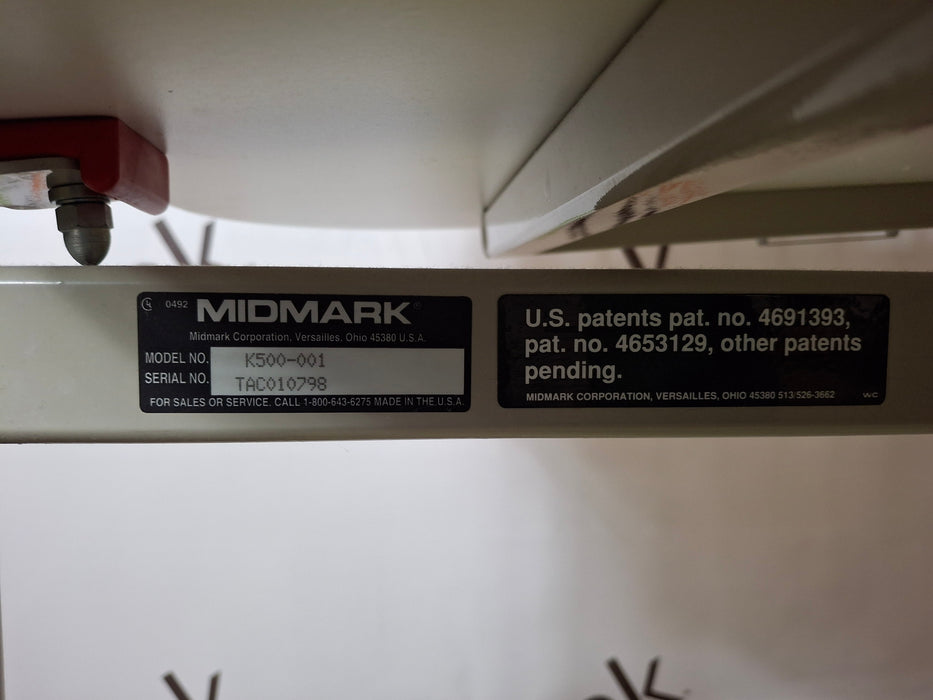 0492 MIDMARK®
Midmark Corporation, Versailles, Ohio 45380 U.S.A.
MODEL NO. K500-001
SERIAL NO. TAC010798
FOR SALES OR SERVICE, CALL 1-800-643-6275 MADE IN THE U.S.A.
U.S. patents pat. no. 4691393,
pat. no. 4653129, other patents
pending.
MIDMARK CORPORATION, VERSAILLES, OHIO 45380 513/526-3662